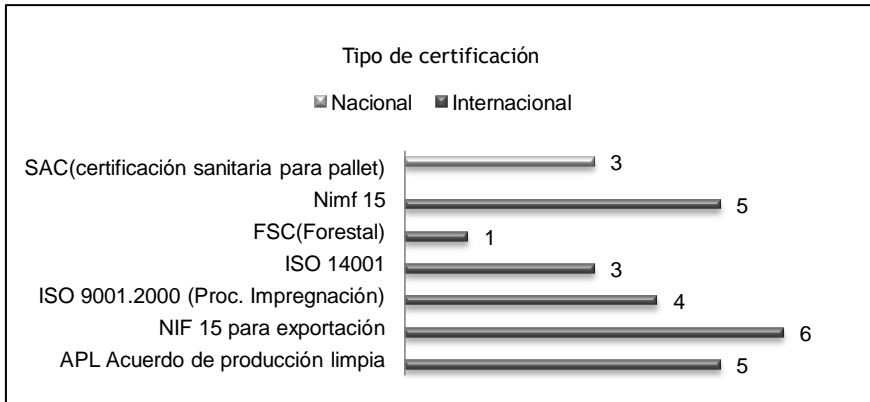 Tipo de certificación
Nacional Internacional
SAC(certificación sanitaria para pallet) 3
Nimf 15 5
FSC(Forestal) 1
ISO 14001 3
ISO 9001.2000 (Proc. Impregnación) 4
NIF 15 para exportación 6
APL Acuerdo de producción limpia 5